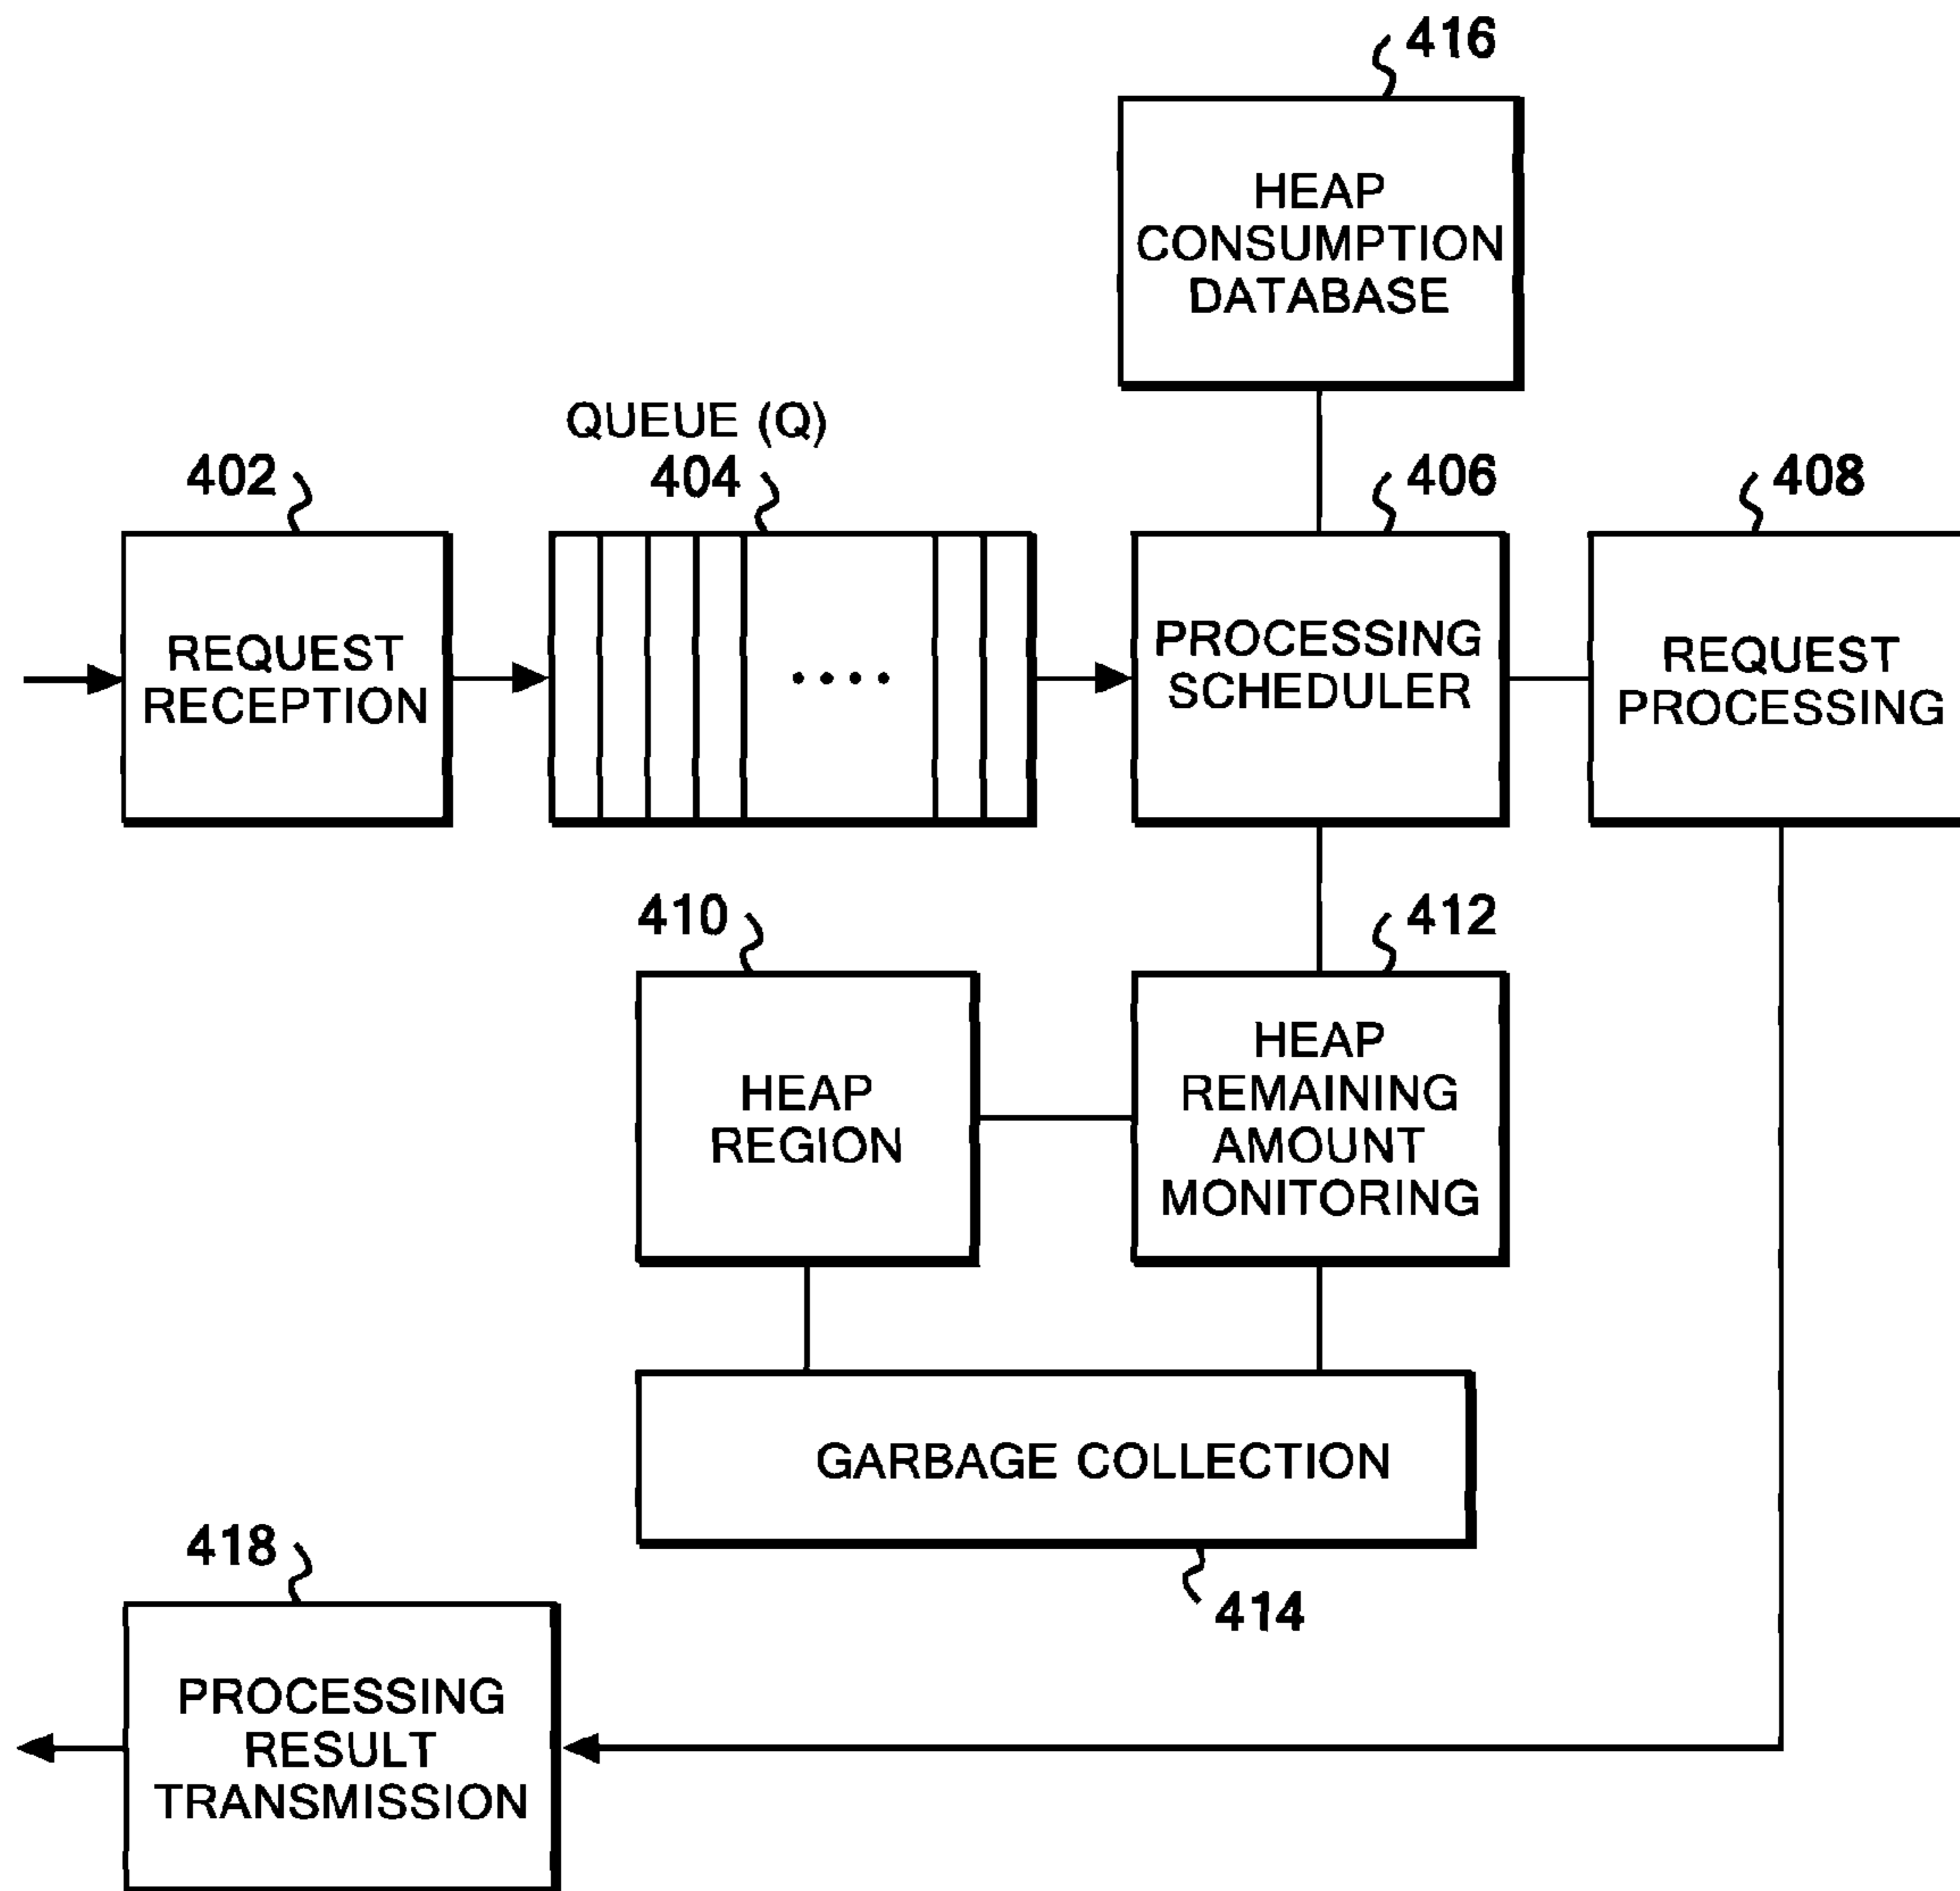 416
HEAP
CONSUMPTION
DATABASE
QUEUE (Q)
402
404
406
408
REQUEST
RECEPTION
....
PROCESSING
SCHEDULER
REQUEST
PROCESSING
410
412
HEAP
REGION
HEAP
REMAINING
AMOUNT
MONITORING
GARBAGE COLLECTION
414
418
PROCESSING
RESULT
TRANSMISSION